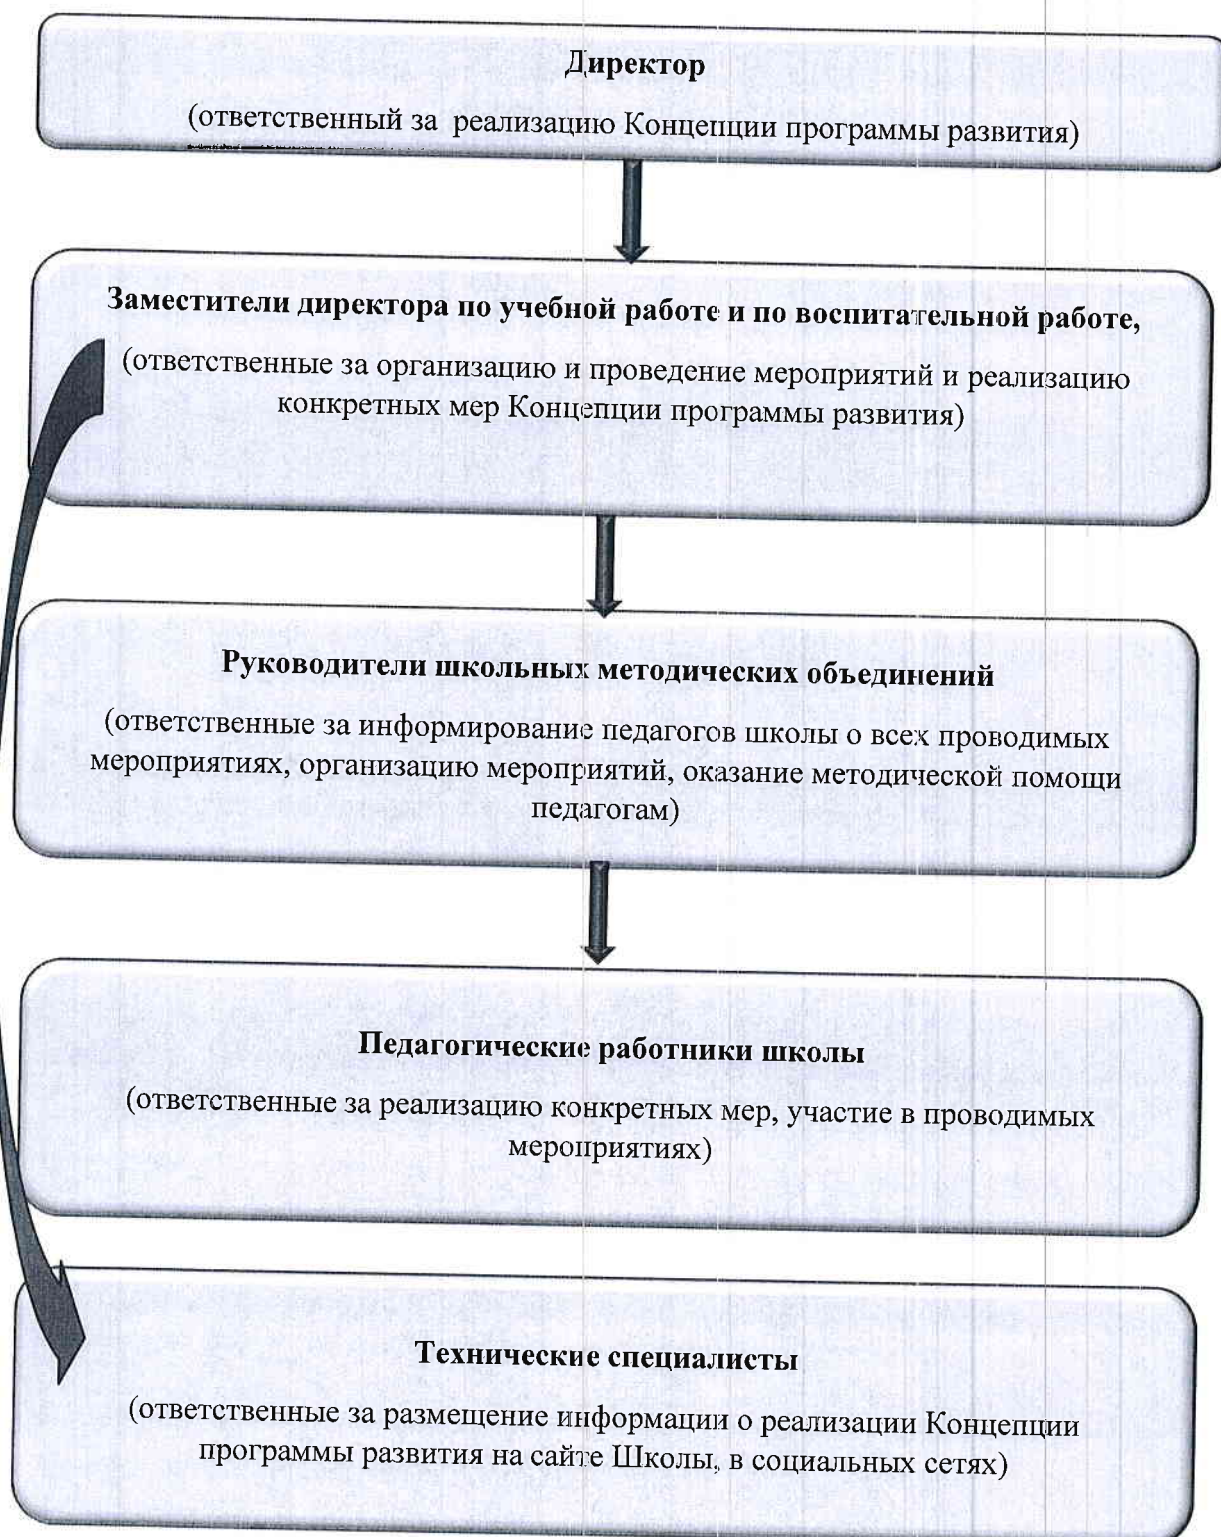 Директор
(ответственный за реализацию Концепции программы развития)
Заместители директора по учебной работе и по воспитательной работе,
(ответственные за организацию и проведение мероприятий и реализацию
конкретных мер Концепции программы развития)
Руководители школьных методических объединений
(ответственные за информирование педагогов школы о всех проводимых
мероприятиях, организацию мероприятий, оказание методической помощи
педагогам)
Педагогические работники школы
(ответственные за реализацию конкретных мер, участие в проводимых
мероприятиях)
Технические специалисты
(ответственные за размещение информации о реализации Концепции
программы развития на сайте Школы, в социальных сетях)